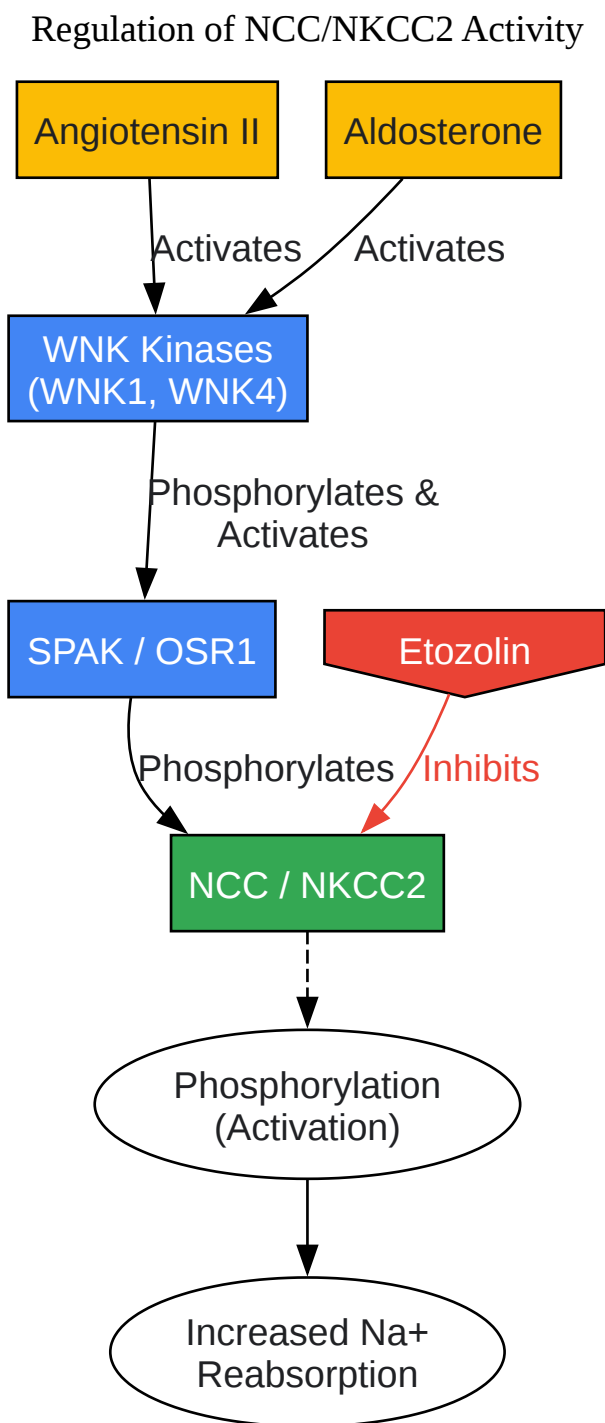 Regulation of NCC/NKCC2 Activity
Angiotensin II
Aldosterone
Activates
Activates
WNK Kinases
(WNK1, WNK4)
Phosphorylates &
Activates
SPAK / OSR1
Etozolin
Phosphorylates
Inhibits
NCC / NKCC2
Phosphorylation
(Activation)
Increased Na+
Reabsorption